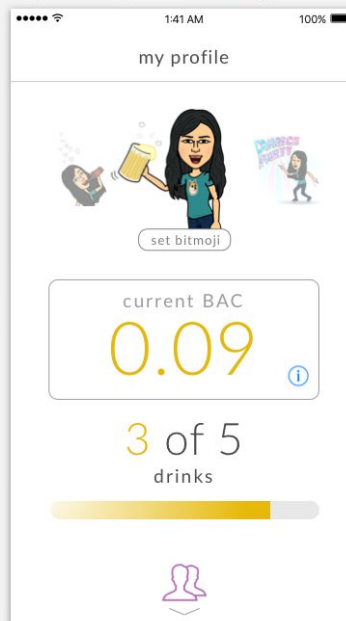 1:41 AM 100%
my profile
DANCE PARTY
set bitmoji
current BAC
0.09
i
3 of 5
drinks